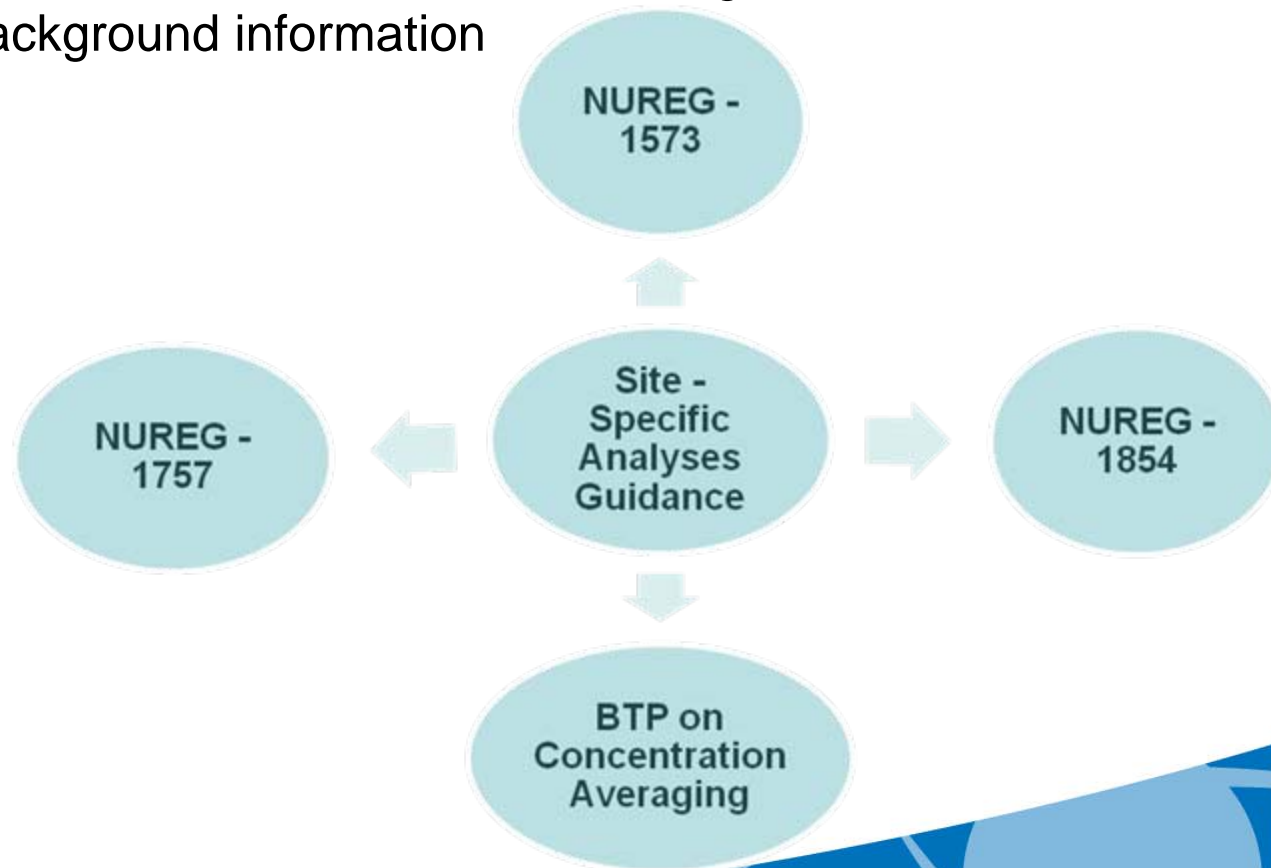 ackground information
NUREG -
1573
Site -
Specific
Analyses
Guidance
NUREG -
1757
NUREG -
1854
BTP on
Concentration
Averaging